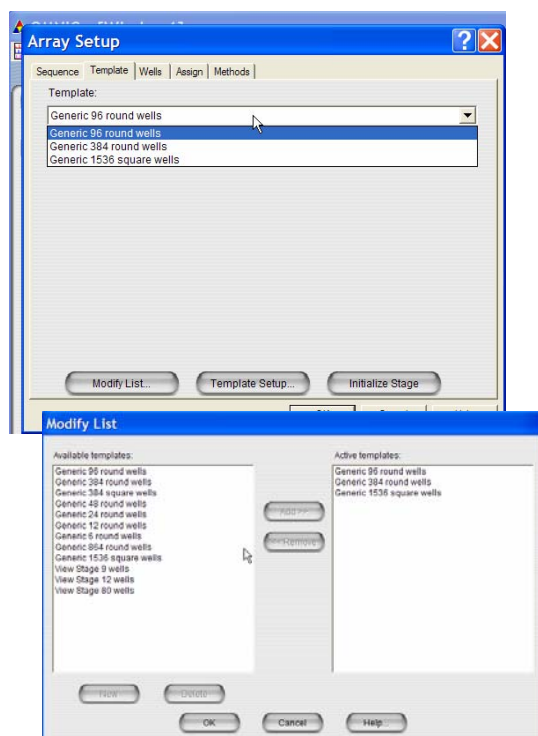 Array Setup
Sequence Template Wells Assign Methods
Template:
Generic 96 round wells
Generic 96 round wells
Generic 384 round wells
Generic 1536 square wells
Modify List... Template Setup... Initialize Stage
Modify List
Available templates:
Generic 96 round wells
Generic 384 round wells
Generic 384 square wells
Generic 48 round wells
Generic 24 round wells
Generic 12 round wells
Generic 6 round wells
Generic 864 round wells
Generic 1536 square wells
View Stage 9 wells
View Stage 12 wells
View Stage 80 wells
Add >>
<<Remove
Active templates:
Generic 96 round wells
Generic 384 round wells
Generic 1536 square wells
New Delete
OK Cancel Help...